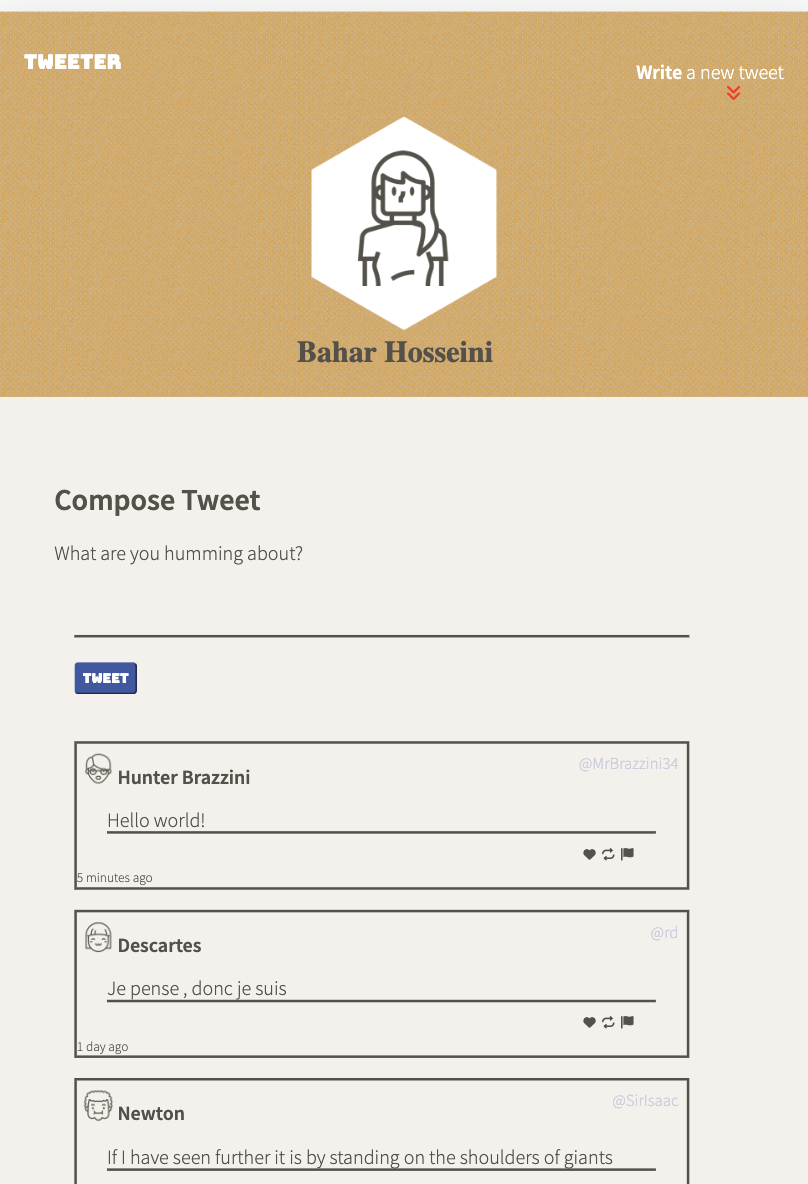 TWEETER
Write a new tweet
Bahar Hosseini
Compose Tweet
What are you humming about?
TWEET
Hunter Brazzini
@MrBrazzini34
Hello world!
5 minutes ago
Descartes
@rd
Je pense , donc je suis
1 day ago
Newton
@SirIsaac
If I have seen further it is by standing on the shoulders of giants